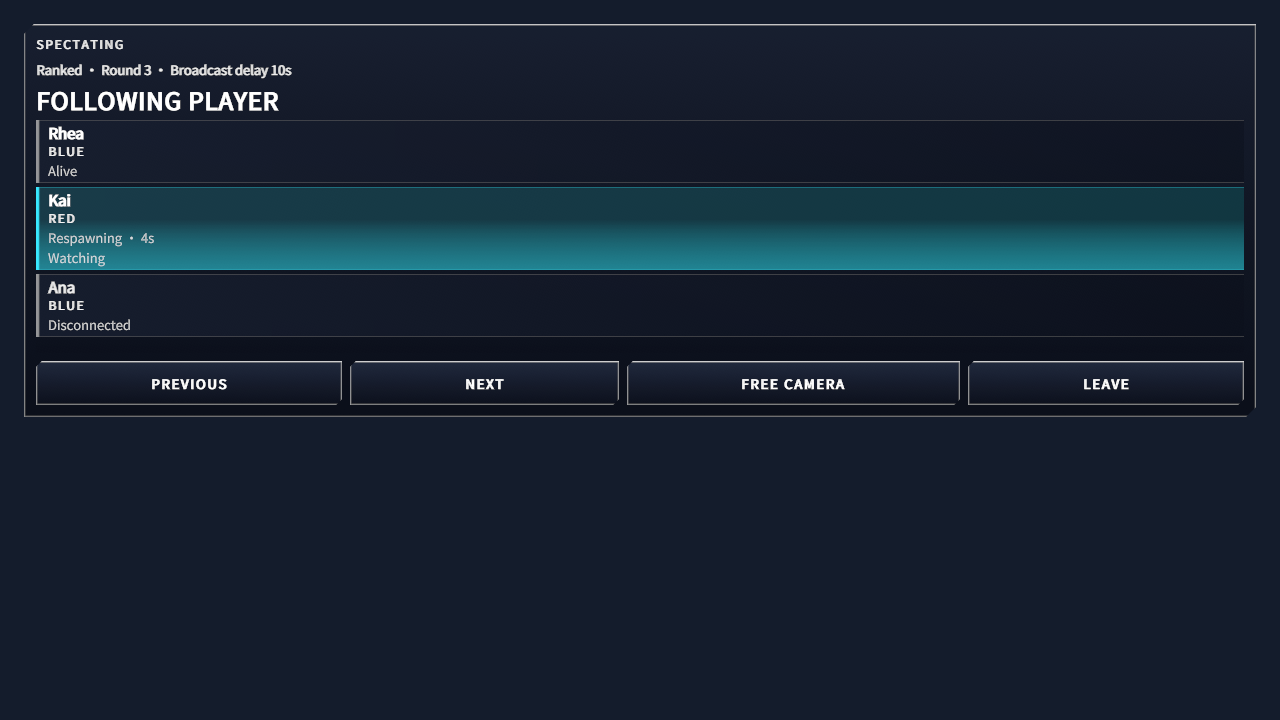 SPECTATING
Ranked • Round 3 • Broadcast delay 10s
FOLLOWING PLAYER
Rhea
BLUE
Alive
Kai
RED
Respawning • 4s
Watching
Ana
BLUE
Disconnected
PREVIOUS NEXT FREE CAMERA LEAVE